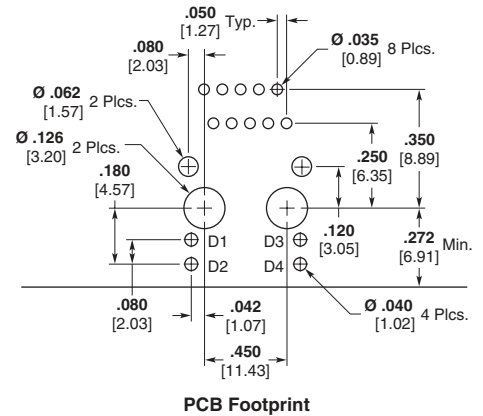 .050
[1.27] Typ.
.080
[2.03]
Ø .035
[0.89] 8 Plcs.
Ø .062
[1.57] 2 Plcs.
Ø .126
[3.20] 2 Plcs.
.180
[4.57]
.250
[6.35]
.350
[8.89]
.120
[3.05]
.272
[6.91] Min.
D1
D3
D2
D4
.080
[2.03]
.042
[1.07]
Ø .040
[1.02] 4 Plcs.
.450
[11.43]
PCB Footprint